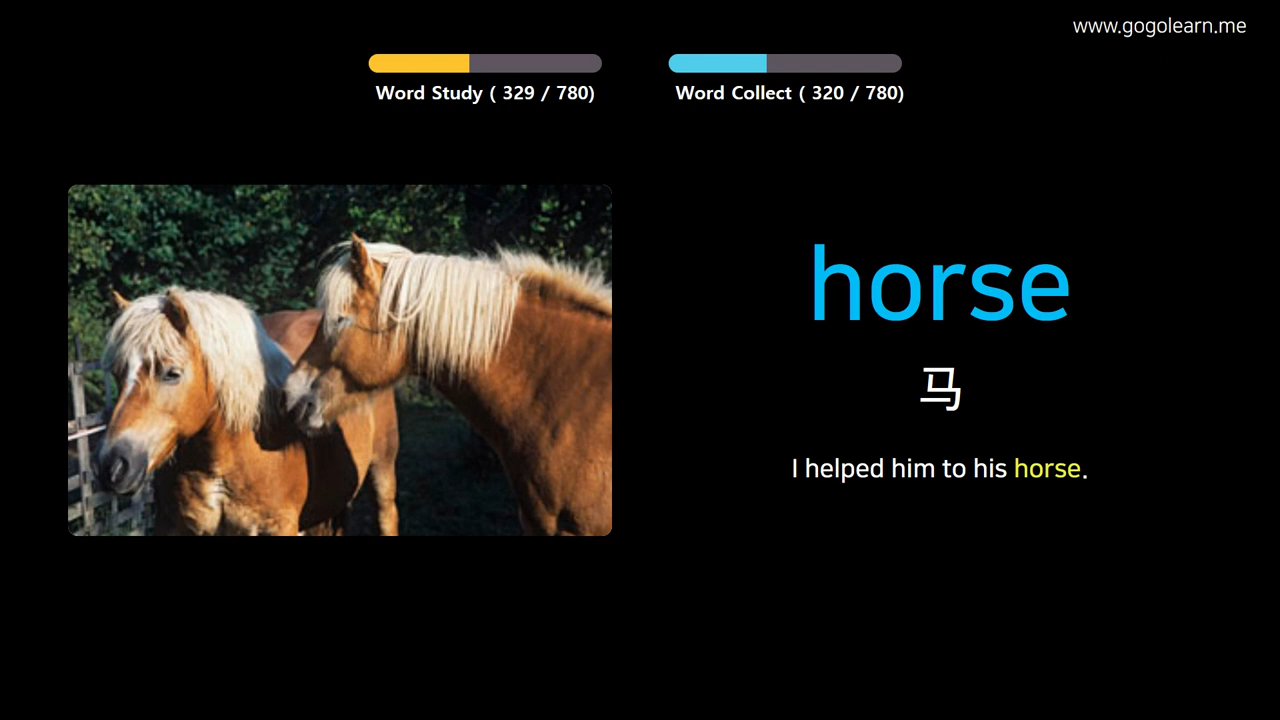 www.gogolearn.me
Word Study ( 329 / 780)
Word Collect ( 320 / 780)
horse
马
I helped him to his horse.